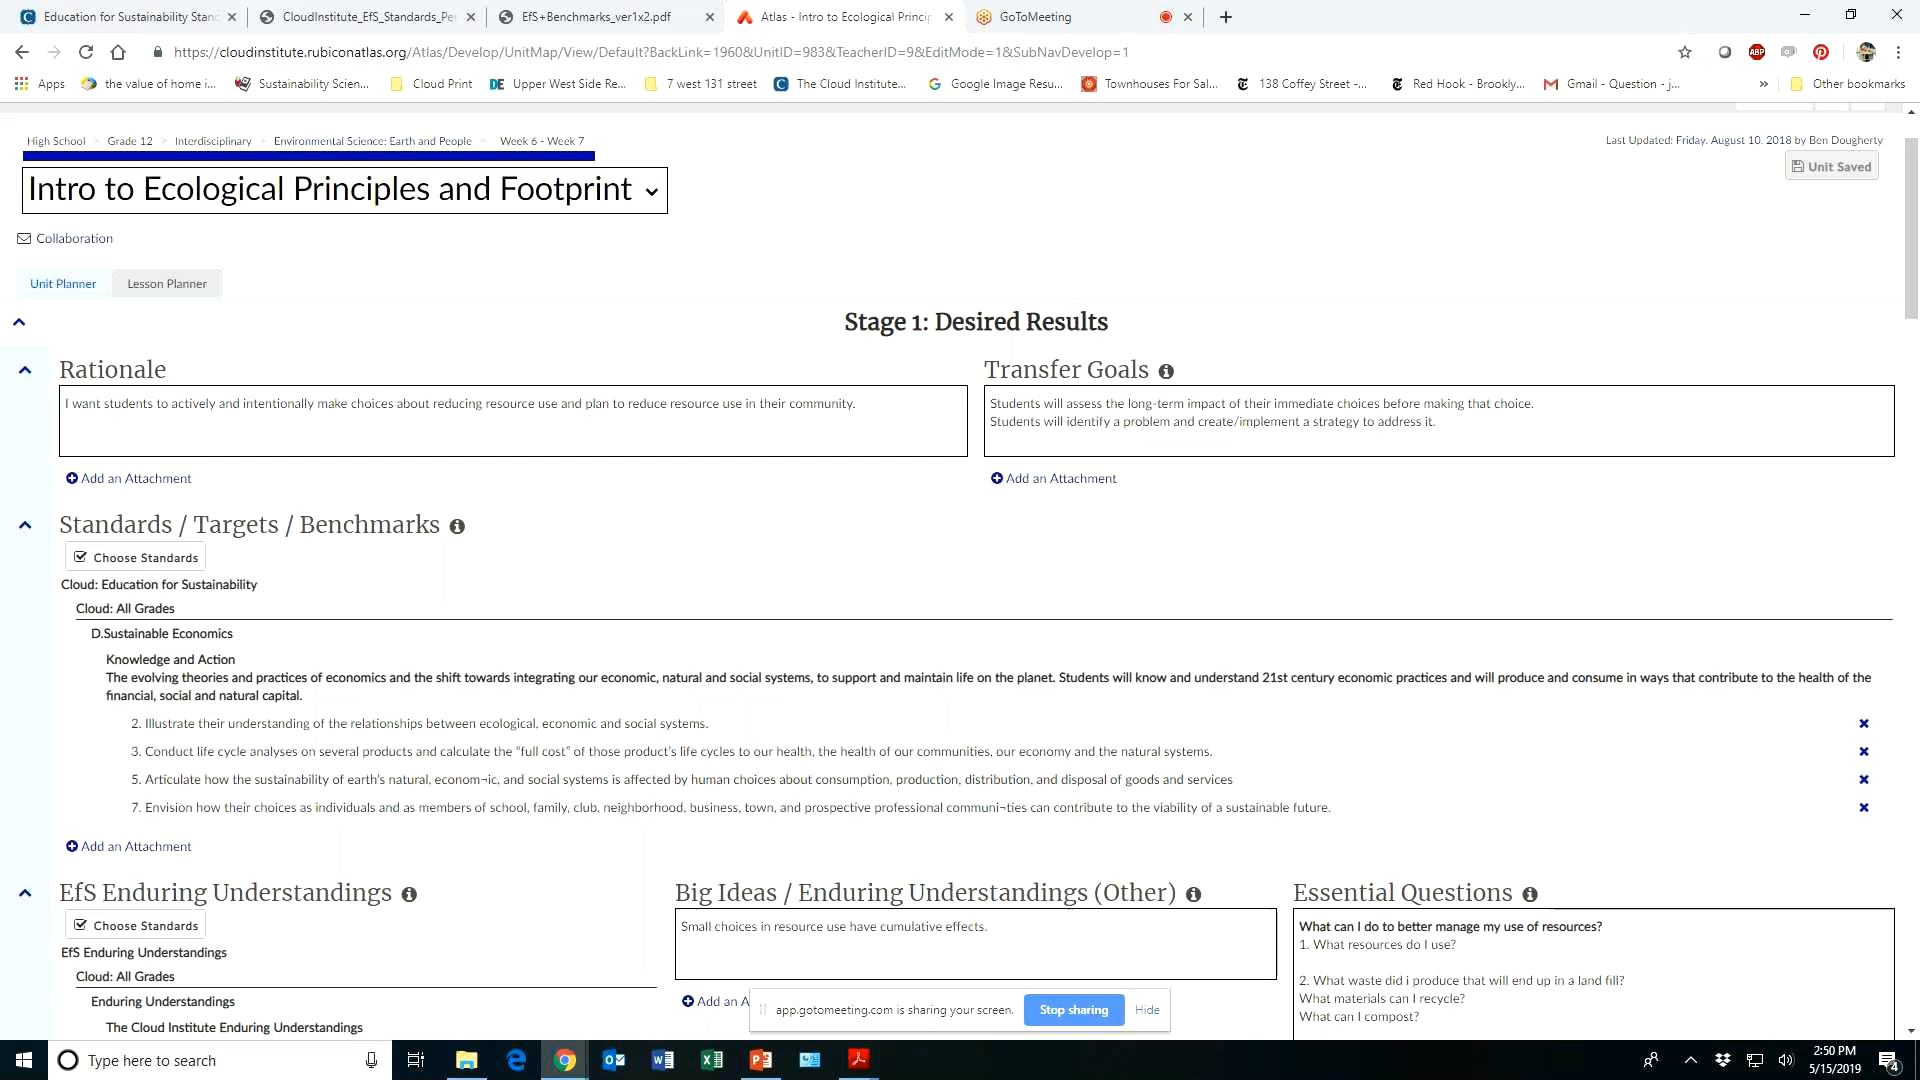 Education for Sustainability Stand
CloudInstitute_EfS_Standards_Per
EfS+Benchmarks_ver1x2.pdf
Atlas - Intro to Ecological Princip
GoToMeeting
https://cloudinstitute.rubiconatlas.org/Atlas/Develop/UnitMap/View/Default?BackLink=1960&UnitID=983&TeacherID=9&EditMode=1&SubNavDevelop=1
ABP
Apps
the value of home i...
Sustainability Scien...
Cloud Print
DE Upper West Side Re...
7 west 131 street
The Cloud Institute...
Google Image Resu...
Townhouses For Sal...
138 Coffey Street -...
Red Hook - Brookly...
Gmail - Question - j...
»
Other bookmarks
High School > Grade 12 > Interdisciplinary > Environmental Science: Earth and People > Week 6 - Week 7
Last Updated: Friday, August 10, 2018 by Ben Dougherty
Unit Saved
Intro to Ecological Principles and Footprint
Collaboration
Unit Planner
Lesson Planner
Stage 1: Desired Results
Rationale
I want students to actively and intentionally make choices about reducing resource use and plan to reduce resource use in their community.
Add an Attachment
Transfer Goals
Students will assess the long-term impact of their immediate choices before making that choice.
Students will identify a problem and create/implement a strategy to address it.
Add an Attachment
Standards / Targets / Benchmarks
Choose Standards
Cloud: Education for Sustainability
Cloud: All Grades
D.Sustainable Economics
Knowledge and Action
The evolving theories and practices of economics and the shift towards integrating our economic, natural and social systems, to support and maintain life on the planet. Students will know and understand 21st century economic practices and will produce and consume in ways that contribute to the health of the
financial, social and natural capital.
2. Illustrate their understanding of the relationships between ecological, economic and social systems.
3. Conduct life cycle analyses on several products and calculate the "full cost" of those product's life cycles to our health, the health of our communities, our economy and the natural systems.
5. Articulate how the sustainability of earth's natural, econom¬ic, and social systems is affected by human choices about consumption, production, distribution, and disposal of goods and services
7. Envision how their choices as individuals and as members of school, family, club, neighborhood, business, town, and prospective professional communi¬ties can contribute to the viability of a sustainable future.
Add an Attachment
EfS Enduring Understandings
Choose Standards
EfS Enduring Understandings
Cloud: All Grades
Enduring Understandings
The Cloud Institute Enduring Understandings
Big Ideas / Enduring Understandings (Other)
Small choices in resource use have cumulative effects.
Add an A
Essential Questions
What can I do to better manage my use of resources?
1. What resources do I use?
2. What waste did i produce that will end up in a land fill?
What materials can I recycle?
What can I compost?
app.gotomeeting.com is sharing your screen.
Stop sharing
Hide
Type here to search
2:50 PM
5/15/2019
4